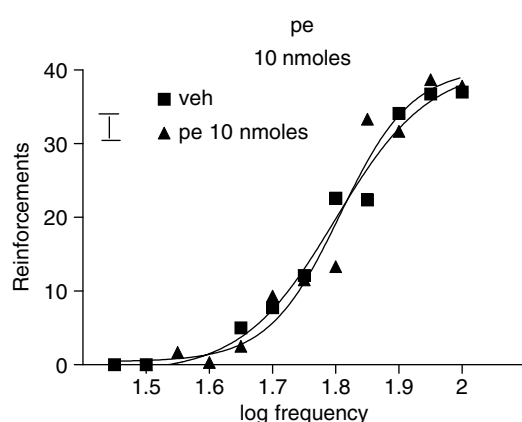 pe
10 nmoles
40
30
20
10
0
Reinforcements
veh
pe 10 nmoles
1.5 1.6 1.7 1.8 1.9 2
log frequency